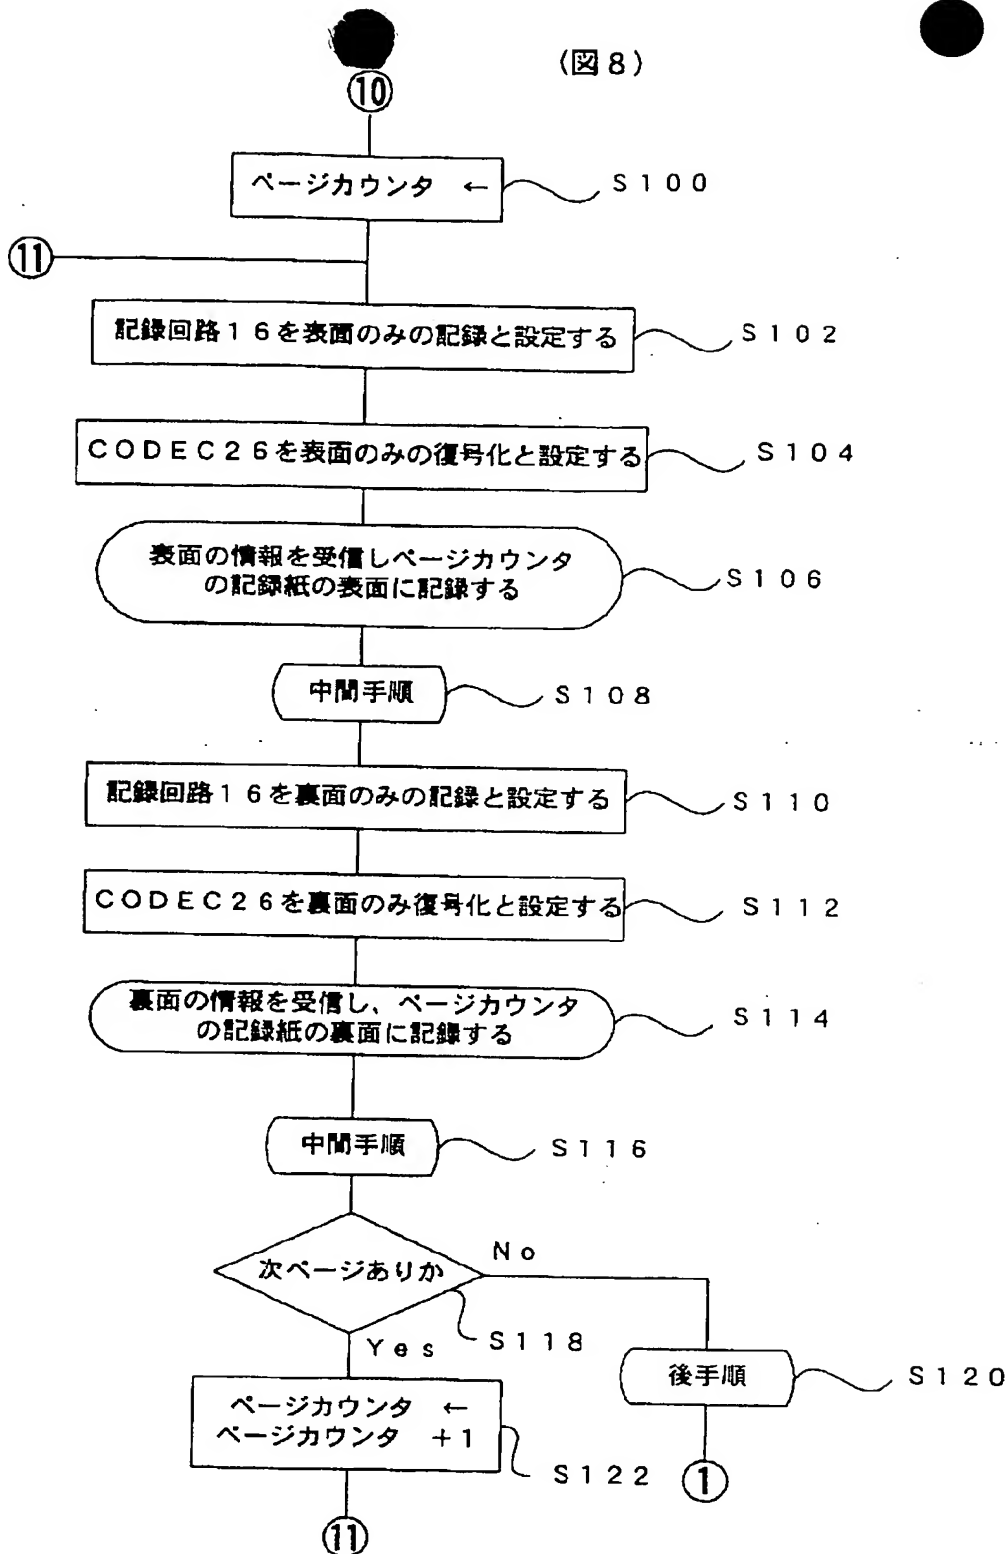 (図8)
⑩
ページカウンタ ←
S100
⑪
記録回路16を表面のみの記録と設定する
S102
CODEC26を表面のみの復号化と設定する
S104
表面の情報を受信しページカウンタ
の記録紙の表面に記録する
S106
中間手順
S108
記録回路16を裏面のみの記録と設定する
S110
CODEC26を裏面のみ復号化と設定する
S112
裏面の情報を受信し、ページカウンタ
の記録紙の裏面に記録する
S114
中間手順
S116
次ページありか
No
S118
Yes
後手順
S120
ページカウンタ ←
ページカウンタ +1
S122
①
⑪